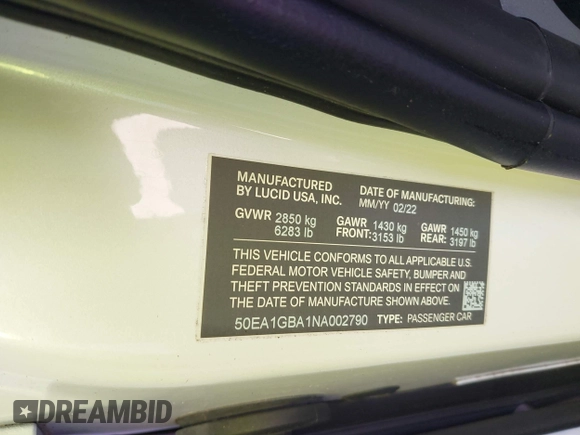 MANUFACTURED BY LUCID USA, INC.
DATE OF MANUFACTURING: MM/YY 02/22
GVWR 2850 kg 6283 lb
GAWR FRONT: 1430 kg 3153 lb
GAWR REAR: 1450 kg 3197 lb
THIS VEHICLE CONFORMS TO ALL APPLICABLE U.S.
FEDERAL MOTOR VEHICLE SAFETY, BUMPER AND
THEFT PREVENTION STANDARDS IN EFFECT ON
THE DATE OF MANUFACTURE SHOWN ABOVE.
50EA1GBA1NA002790 TYPE: PASSENGER CAR
DREAMBID